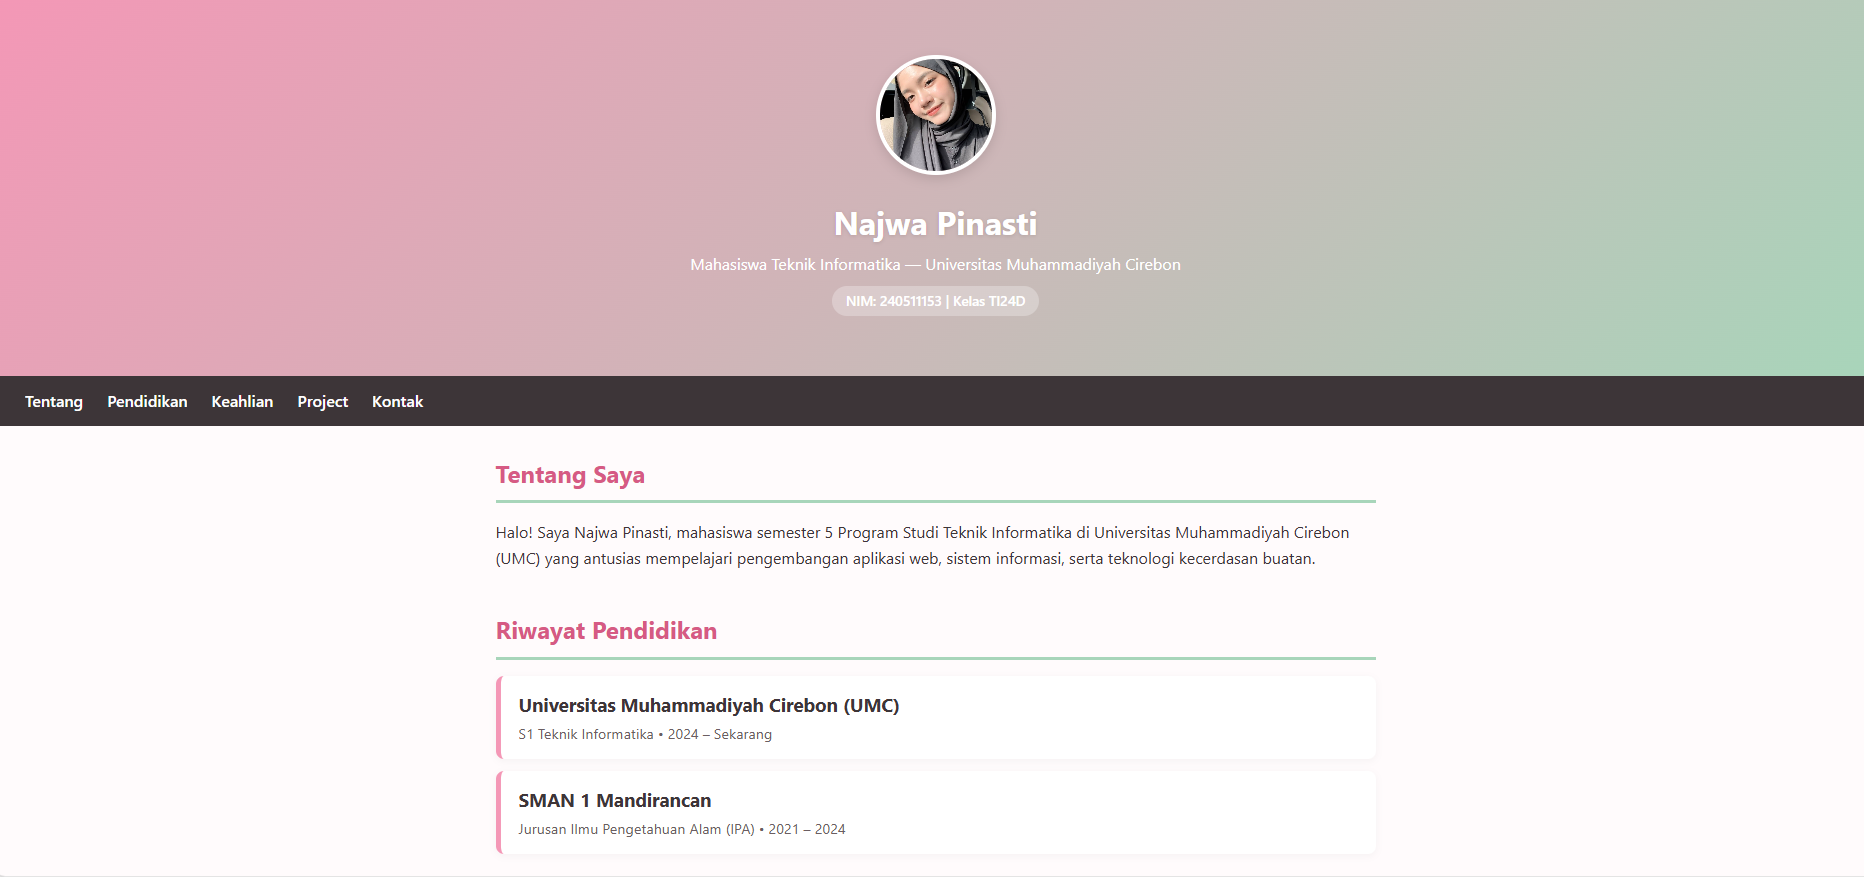 Najwa Pinasti
Mahasiswa Teknik Informatika — Universitas Muhammadiyah Cirebon
NIM: 240511153 | Kelas TI24D
Tentang Pendidikan Keahlian Project Kontak
Tentang Saya
Halo! Saya Najwa Pinasti, mahasiswa semester 5 Program Studi Teknik Informatika di Universitas Muhammadiyah Cirebon
(UMC) yang antusias mempelajari pengembangan aplikasi web, sistem informasi, serta teknologi kecerdasan buatan.
Riwayat Pendidikan
Universitas Muhammadiyah Cirebon (UMC)
S1 Teknik Informatika • 2024 – Sekarang
SMAN 1 Mandirancan
Jurusan Ilmu Pengetahuan Alam (IPA) • 2021 – 2024